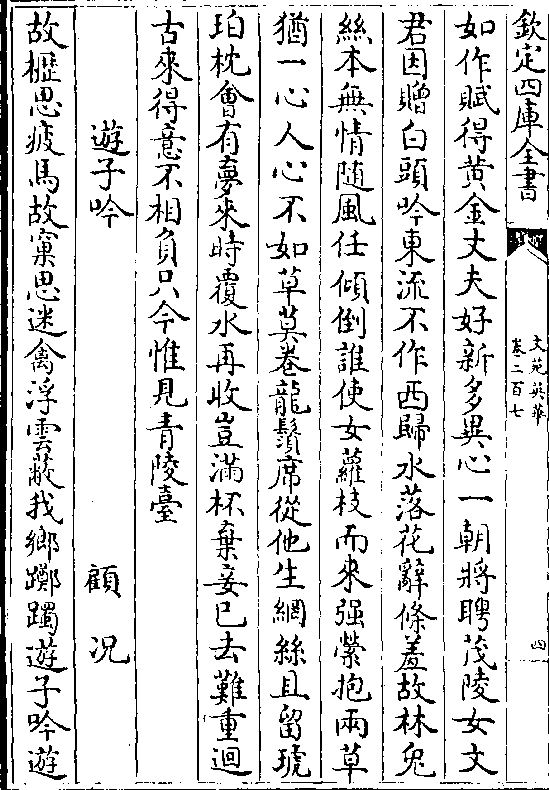 欽定四庫全書
文苑英華
卷二百七
四
如作賦得黃金丈夫好新多異心一朝將聘茂陵女文
君因贈白頭吟東流不作西歸水落花辭條羞故林兔
絲本無情随風任傾倒誰使女蘿枝而來强縈抱兩草
猶一心人心不如草莫卷龍鬚席從他生網絲且留琥
珀枕會有夢來時覆水再收豈滿杯棄妾已去難重迴
古來得意不相負只今惟見青陵臺
遊子吟　顧况
故櫪思疲馬故窠思迷禽浮雲蔽我鄉躑躅遊子吟遊